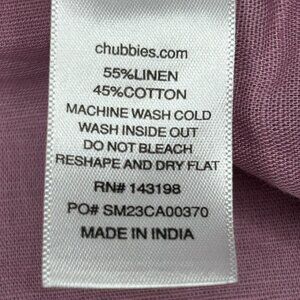 chubbies.com
55%LINEN
45%COTTON
MACHINE WASH COLD
WASH INSIDE OUT
DO NOT BLEACH
RESHAPE AND DRY FLAT
RN# 143198
PO# SM23CA00370
MADE IN INDIA